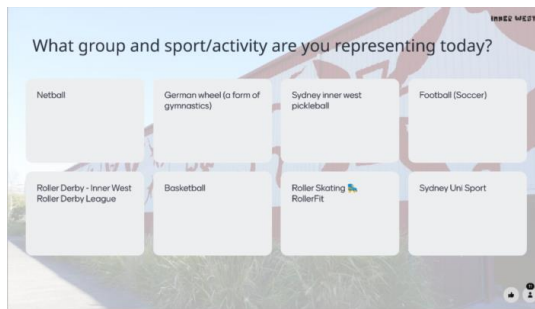 INNER WEST
What group and sport/activity are you representing today?
Netball
German wheel (a form of
gymnastics)
Sydney inner west
pickleball
Football (Soccer)
Roller Derby - Inner West
Roller Derby League
Basketball
Roller Skating 🛼
RollerFit
Sydney Uni Sport